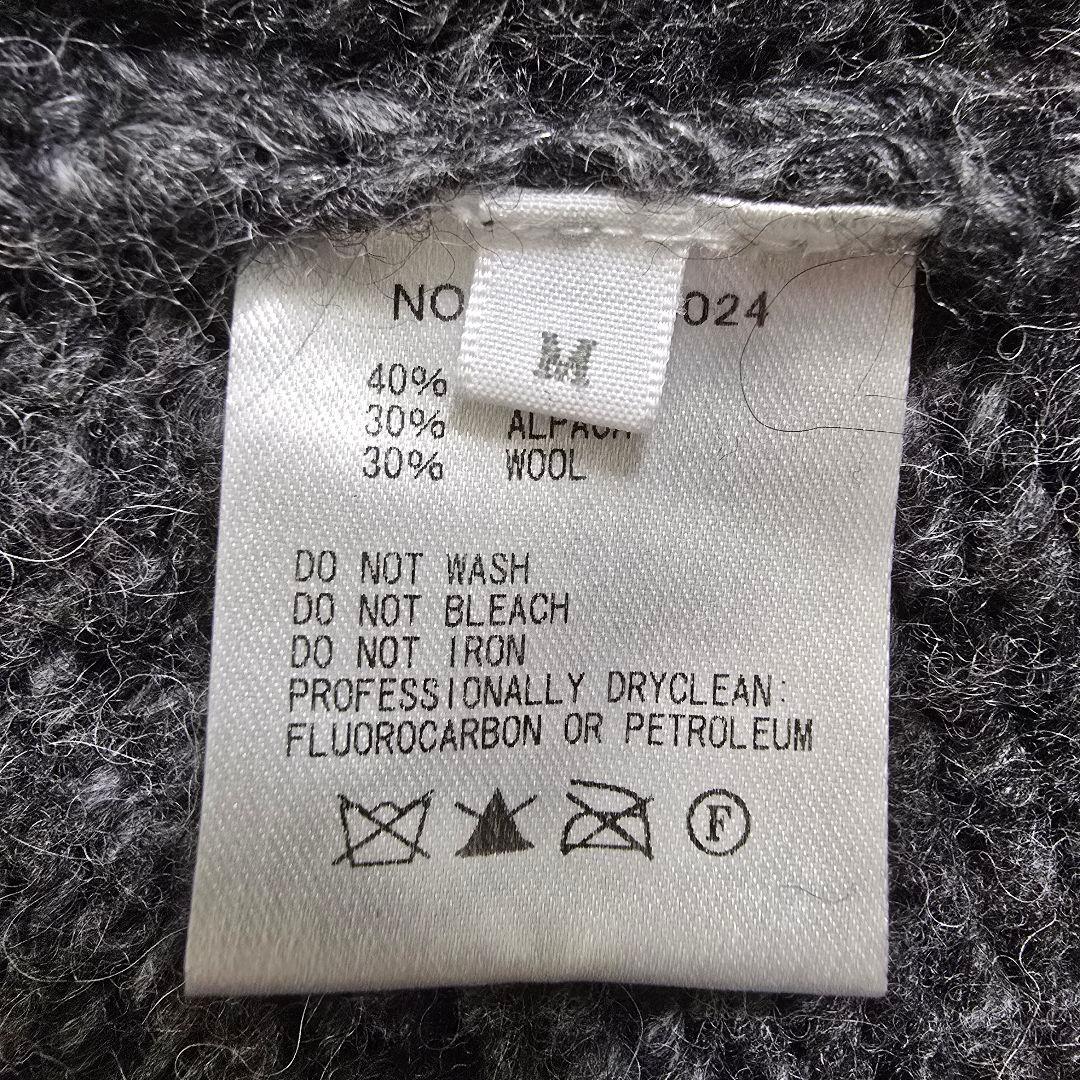 NO 024
M
40%
30% ALPACA
30% WOOL
DO NOT WASH
DO NOT BLEACH
DO NOT IRON
PROFESSIONALLY DRYCLEAN:
FLUOROCARBON OR PETROLEUM
F